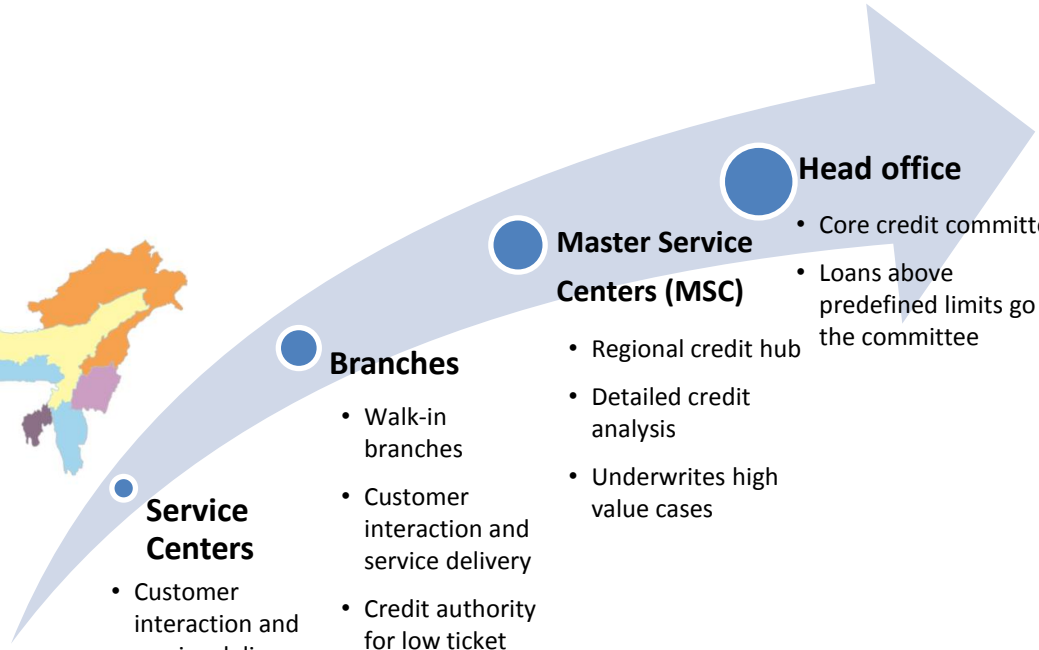 Head office
• Core credit
• Loans above
predefined limits go
the committee
Master Service
Centers (MSC)
• Regional credit hub
• Detailed credit
analysis
• Underwrites high
value cases
Branches
• Walk-in
branches
• Customer
interaction and
service delivery
• Credit authority
for low ticket
Service
Centers
• Customer
interaction and